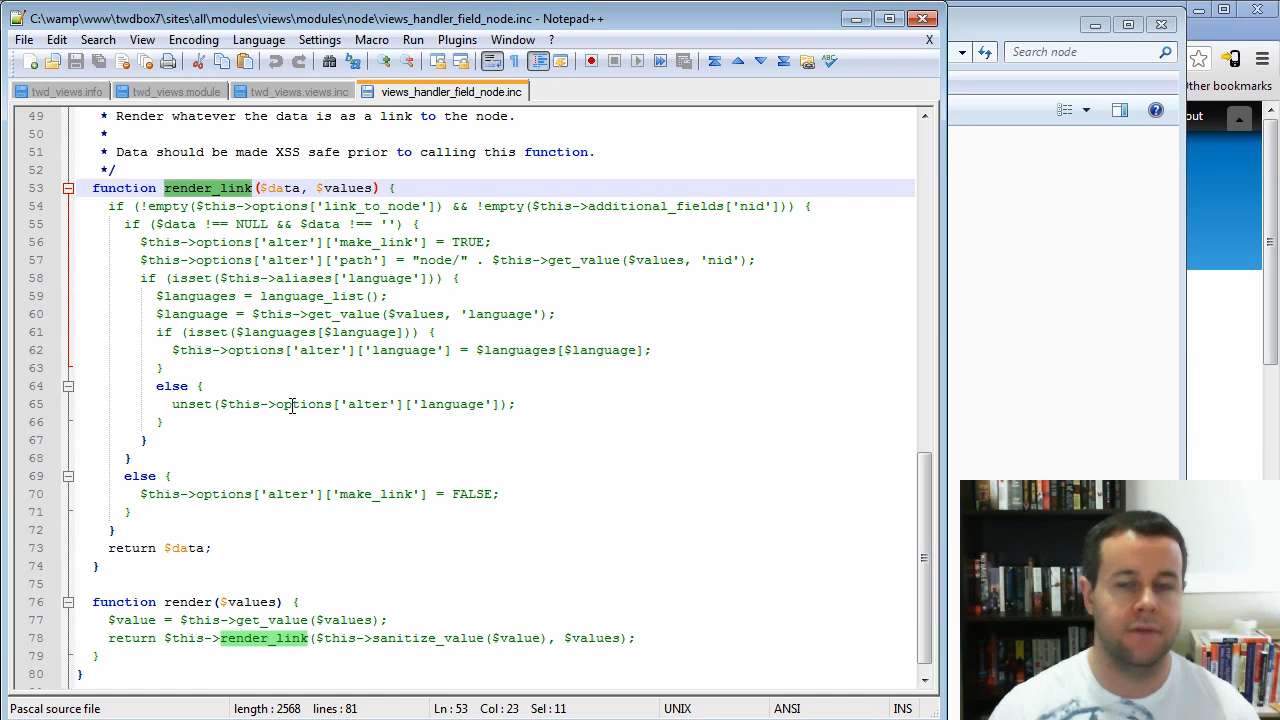 C:\wamp\www\twdbox7\sites\all\modules\views\modules\node\views_handler_field_node.inc - Notepad++
File Edit Search View Encoding Language Settings Macro Run Plugins Window ? X
Search node
Other bookmarks
twd_views.info twd_views.module twd_views.views.inc views_handler_field_node.inc
out
49 * Render whatever the data is as a link to the node.
50 *
51 * Data should be made XSS safe prior to calling this function.
52 */
53 function render_link($data, $values) {
54 if (!empty($this->options['link_to_node']) && !empty($this->additional_fields['nid'])) {
55 if ($data !== NULL && $data !== '') {
56 $this->options['alter']['make_link'] = TRUE;
57 $this->options['alter']['path'] = "node/" . $this->get_value($values, 'nid');
58 if (isset($this->aliases['language'])) {
59 $languages = language_list();
60 $language = $this->get_value($values, 'language');
61 if (isset($languages[$language])) {
62 $this->options['alter']['language'] = $languages[$language];
63 }
64 else {
65 unset($this->options['alter']['language']);
66 }
67 }
68 }
69 else {
70 $this->options['alter']['make_link'] = FALSE;
71 }
72 }
73 return $data;
74 }
75
76 function render($values) {
77 $value = $this->get_value($values);
78 return $this->render_link($this->sanitize_value($value), $values);
79 }
80 }
Pascal source file length : 2568 lines : 81 Ln : 53 Col : 23 Sel : 11 UNIX ANSI INS